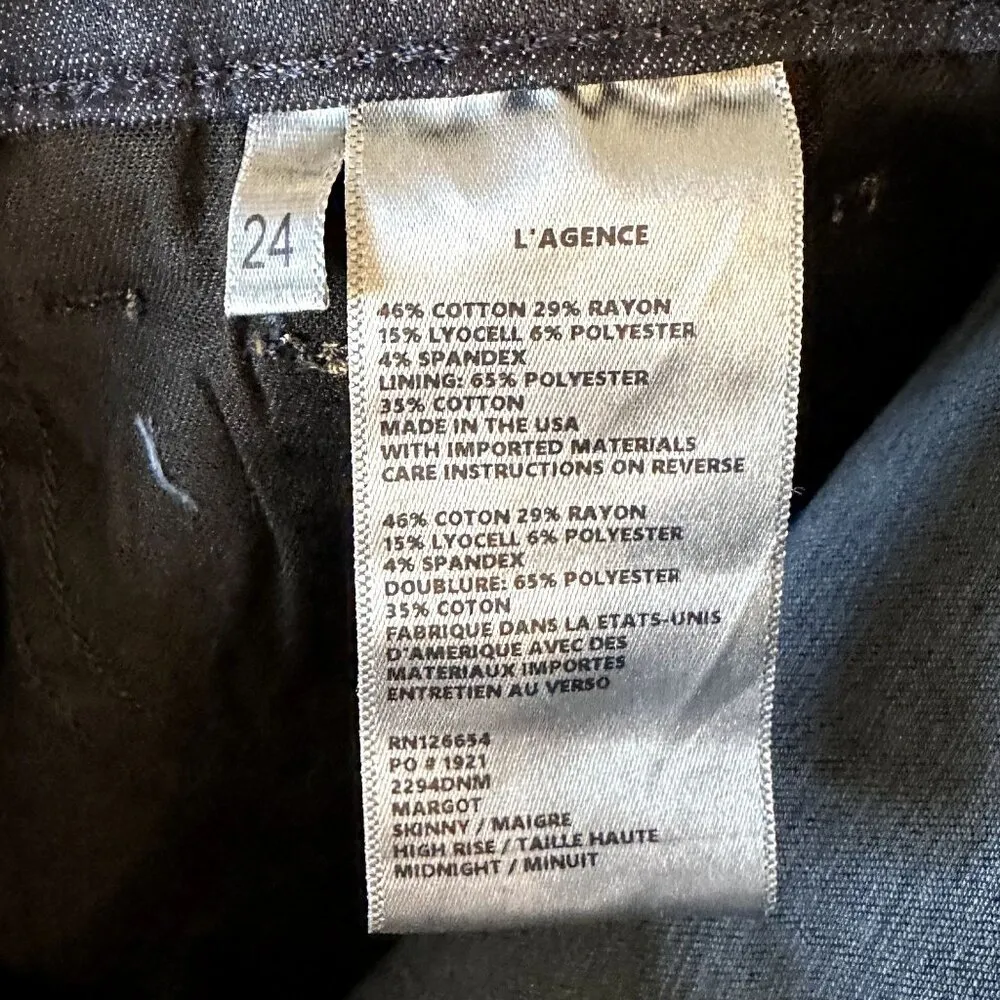 24
L'AGENCE
46% COTTON 29% RAYON
15% LYOCELL 6% POLYESTER
4% SPANDEX
LINING: 65% POLYESTER
35% COTTON
MADE IN THE USA
WITH IMPORTED MATERIALS
CARE INSTRUCTIONS ON REVERSE
46% COTON 29% RAYON
15% LYOCELL 6% POLYESTER
4% SPANDEX
DOUBLURE: 65% POLYESTER
35% COTON
FABRIQUE DANS LA ETATS-UNIS
D'AMERIQUE AVEC DES
MATERIAUX IMPORTES
ENTRETIEN AU VERSO
RN126654
PO # 1921
2294DNM
MARGOT
SKINNY / MAIGRE
HIGH RISE / TAILLE HAUTE
MIDNIGHT / MINUIT